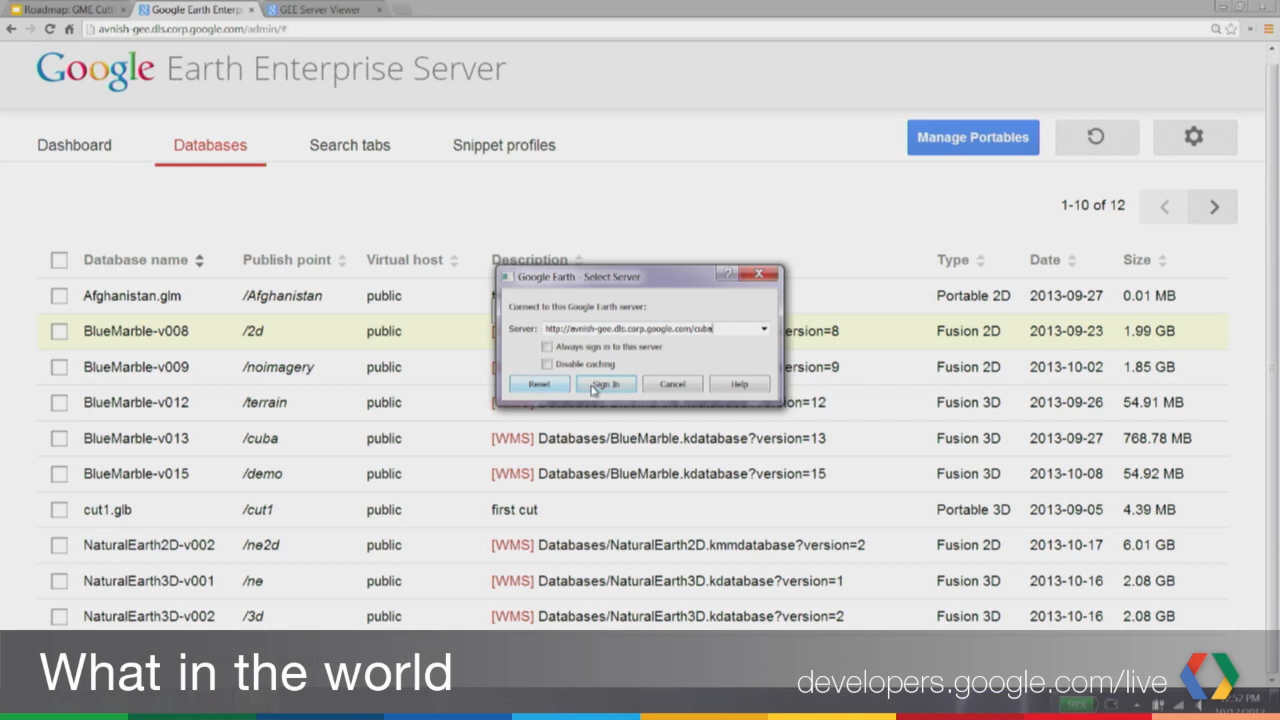 Roadmap: GME Cutt
Google Earth Enterp
GEE Server Viewer
avnish-gee.dls.corp.google.com/admin/#
Google Earth Enterprise Server
Dashboard
Databases
Search tabs
Snippet profiles
Manage Portables
1-10 of 12
Database name Publish point Virtual host Description Type Date Size
Afghanistan.glm /Afghanistan public Portable 2D 2013-09-27 0.01 MB
BlueMarble-v008 /2d public version=8 Fusion 2D 2013-09-23 1.99 GB
BlueMarble-v009 /noimagery public version=9 Fusion 2D 2013-10-02 1.85 GB
BlueMarble-v012 /terrain public version=12 Fusion 3D 2013-09-26 54.91 MB
BlueMarble-v013 /cuba public [WMS] Databases/BlueMarble.kdatabase?version=13 Fusion 3D 2013-09-27 768.78 MB
BlueMarble-v015 /demo public [WMS] Databases/BlueMarble.kdatabase?version=15 Fusion 3D 2013-10-08 54.92 MB
cut1.glb /cut1 public first cut Portable 3D 2013-09-05 4.39 MB
NaturalEarth2D-v002 /ne2d public [WMS] Databases/NaturalEarth2D.kmmdatabase?version=2 Fusion 2D 2013-10-17 6.01 GB
NaturalEarth3D-v001 /ne public [WMS] Databases/NaturalEarth3D.kdatabase?version=1 Fusion 3D 2013-10-16 2.08 GB
NaturalEarth3D-v002 /3d public [WMS] Databases/NaturalEarth3D.kdatabase?version=2 Fusion 3D 2013-10-16 2.08 GB
Google Earth - Select Server
Connect to this Google Earth server:
Server: http://avnish-gee.dls.corp.google.com/cuba
Always sign in to this server
Disable caching
Reset Sign In Cancel Help
What in the world
developers.google.com/live